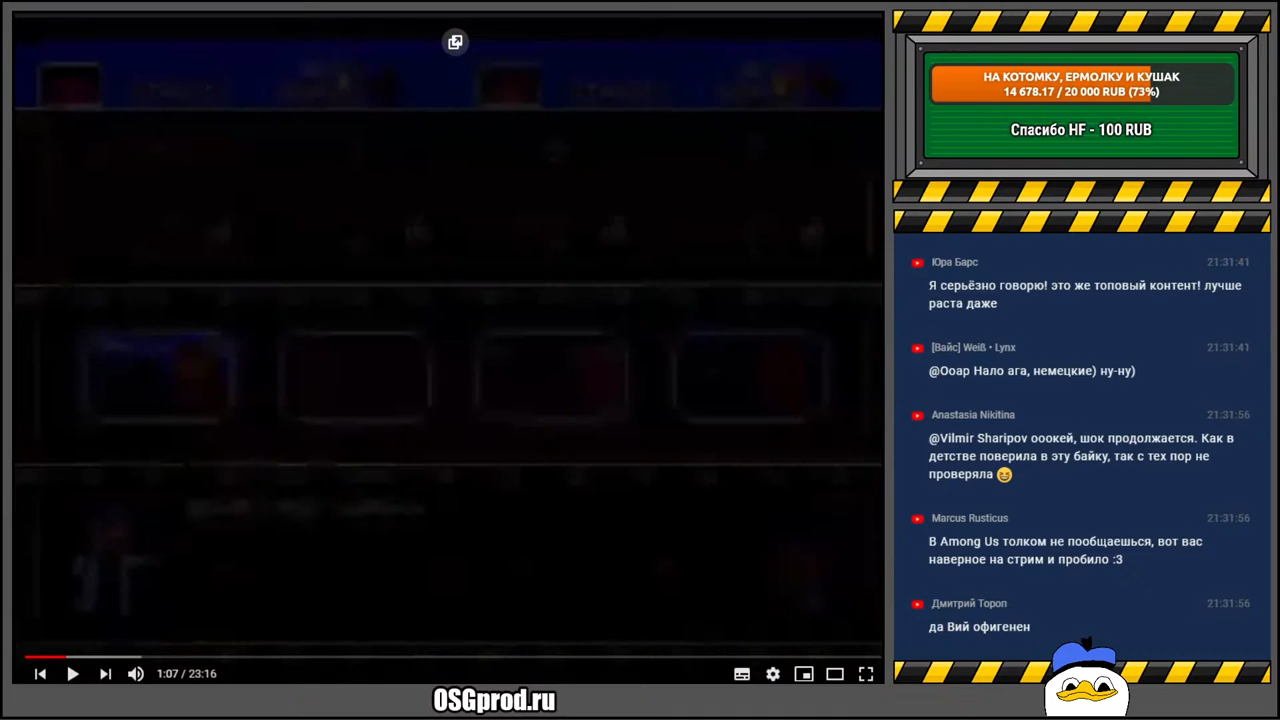 НА КОТОМКУ, ЕРМОЛКУ И КУШАК
14 678.17 / 20 000 RUB (73%)
Спасибо HF - 100 RUB
Юра Барс 21:31:41
Я серьёзно говорю! это же топовый контент! лучше
раста даже
[Вайс] Weiß • Lynx 21:31:41
@Ооар Нало ага, немецкие) ну-ну)
Anastasia Nikitina 21:31:56
@Vilmir Sharipov ооокей, шок продолжается. Как в
детстве поверила в эту байку, так с тех пор не
проверяла 😆
Marcus Rusticus 21:31:56
В Among Us толком не пообщаешься, вот вас
наверное на стрим и пробило :3
Дмитрий Тороп 21:31:56
да Вий офигенен
1:07 / 23:16
OSGprod.ru